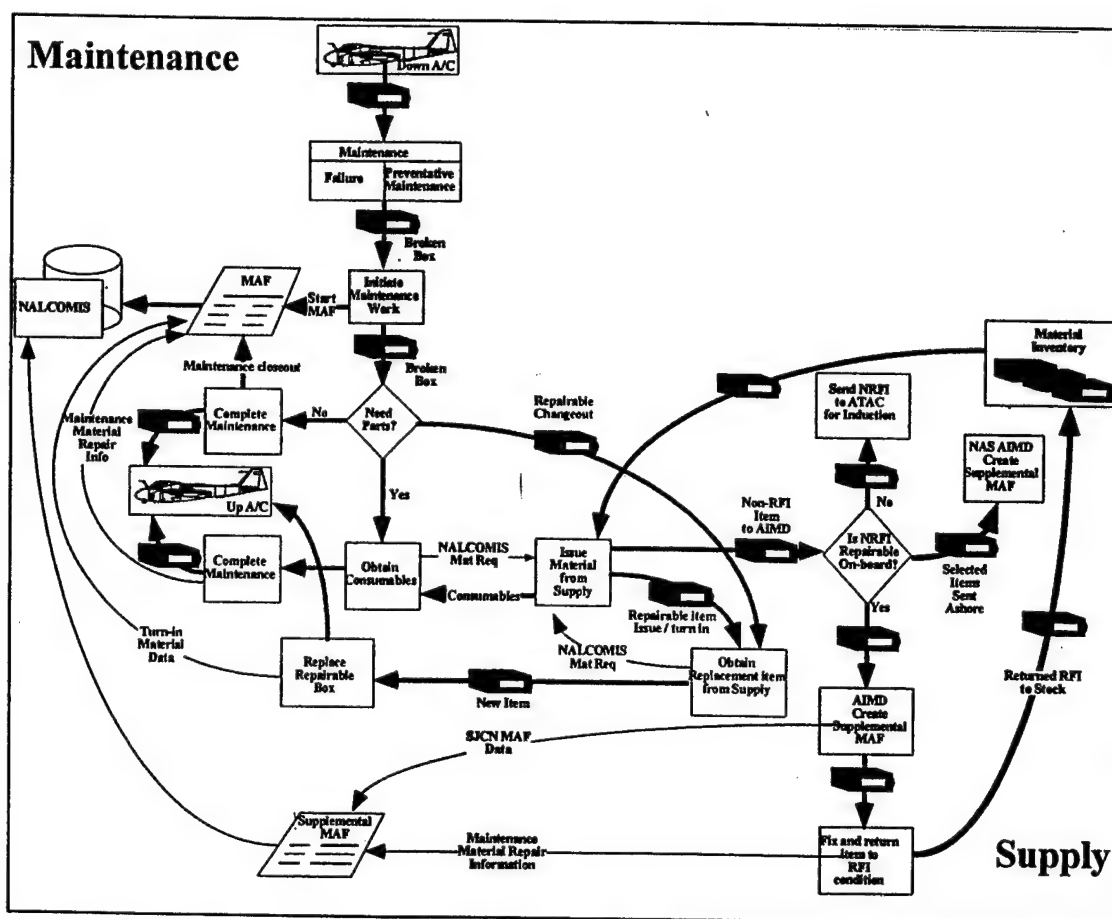 Maintenance
Down A/C
Maintenance
Failure
Preventative
Maintenance
Broken
Box
Initiate
Maintenance
Work
Start
MAF
MAF
NALCOMIS
Broken
Box
Material
Inventory
Maintenance closeout
Send NRFI
to ATAC
for Induction
Repairable
Changeout
Need
Parts?
No
Complete
Maintenance
Maintenance
Material
Repair
Info
NAS AIMD
Create
Supplemental
MAF
Up A/C
Yes
Non-RFI
Item
to AIMD
No
Is NRFI
Repairable
On-board?
Complete
Maintenance
Obtain
Consumables
NALCOMIS
Mat Req
Issue
Material
from
Supply
Consumables
Selected
Items
Sent
Ashore
Yes
Repairable Item
Issue / turn in
Turn-in
Material
Data
NALCOMIS
Mat Req
Replace
Repairable
Box
New Item
Obtain
Replacement item
from Supply
Returned RFI
to Stock
AIMD
Create
Supplemental
MAF
SJCN MAF
Data
Supplemental
MAF
Maintenance
Material Repair
Information
Fix and return
item to
RFI
condition
Supply